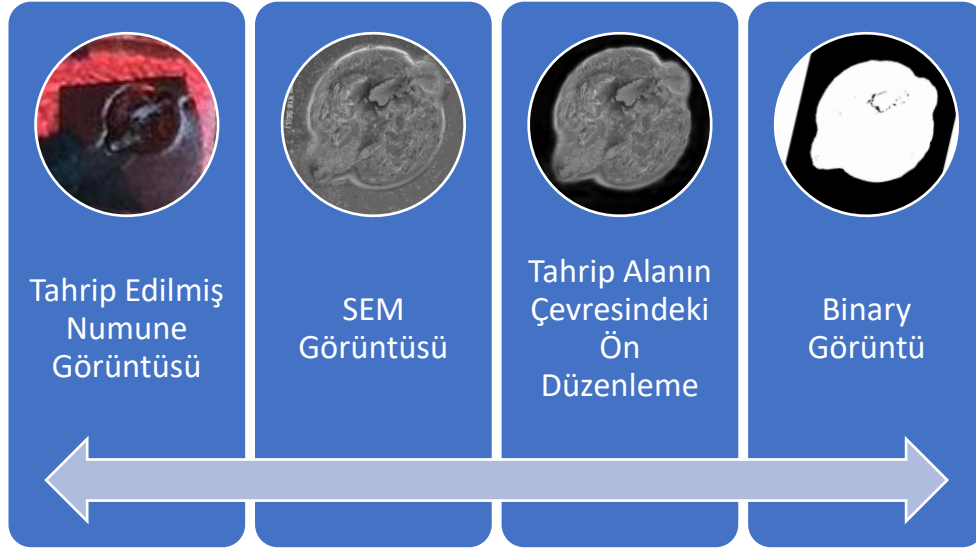 Tahrip Edilmiş
Numune
Görüntüsü
SEM
Görüntüsü
Tahrip Alanın
Çevresindeki
Ön
Düzenleme
Binary
Görüntü